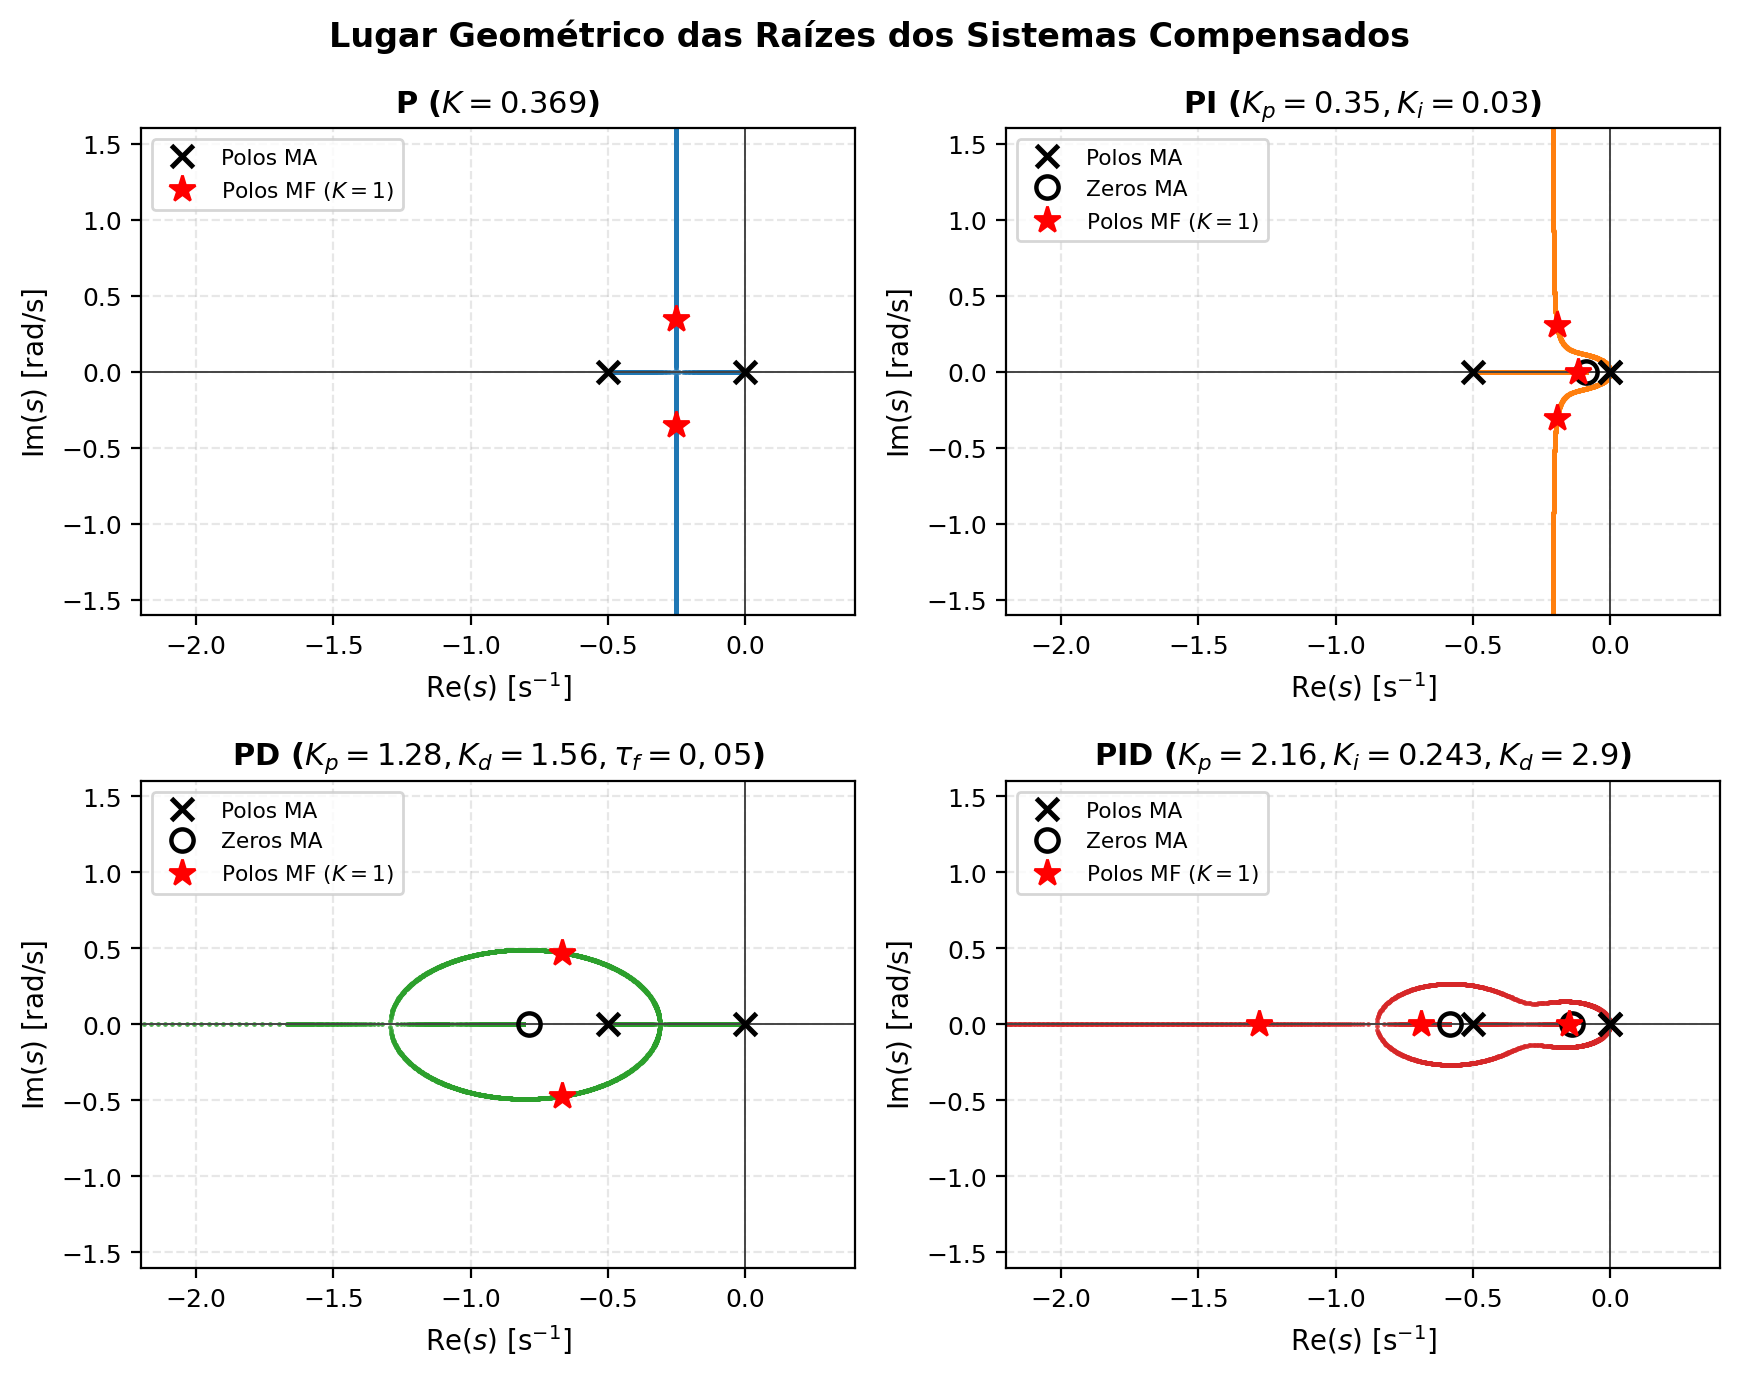 Lugar Geométrico das Raízes dos Sistemas Compensados
P (K = 0.369)
Polos MA
Polos MF (K = 1)
1.5
1.0
0.5
0.0
−0.5
−1.0
−1.5
Im(s) [rad/s]
−2.0 −1.5 −1.0 −0.5 0.0
Re(s) [s⁻¹]
PI (Kₚ = 0.35, Kᵢ = 0.03)
Polos MA
Zeros MA
Polos MF (K = 1)
1.5
1.0
0.5
0.0
−0.5
−1.0
−1.5
Im(s) [rad/s]
−2.0 −1.5 −1.0 −0.5 0.0
Re(s) [s⁻¹]
PD (Kₚ = 1.28, K_d = 1.56, τ_f = 0, 05)
Polos MA
Zeros MA
Polos MF (K = 1)
1.5
1.0
0.5
0.0
−0.5
−1.0
−1.5
Im(s) [rad/s]
−2.0 −1.5 −1.0 −0.5 0.0
Re(s) [s⁻¹]
PID (Kₚ = 2.16, Kᵢ = 0.243, K_d = 2.9)
Polos MA
Zeros MA
Polos MF (K = 1)
1.5
1.0
0.5
0.0
−0.5
−1.0
−1.5
Im(s) [rad/s]
−2.0 −1.5 −1.0 −0.5 0.0
Re(s) [s⁻¹]